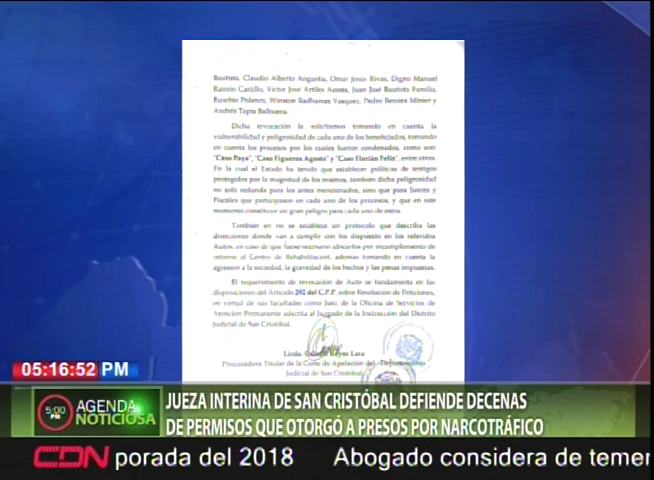 Bautista, Claudio Alberto Angustia, Omar Jesus Rivas, Digno Manuel
Ramón Castillo, Victor José Artiles Acosta, Juan José Bautista Familia,
Eusebio Polanco, Winston Radhames Vasquez, Pedro Benitez Minier y
Andrés Tapia Balbuena.
Dicha revocación la solicitamos tomando en cuenta la
vulnerabilidad y peligrosidad de cada uno de los beneficiados, tomando
en cuenta los procesos por los cuales fueron condenados, como son
"Caso Paya", "Caso Figueroa Agosto" y "Caso Florián Feliz", entre otros.
En la cual el Estado ha tenido que establecer políticas de testigos
protegidos por la magnitud de los mismos, también dicha peligrosidad
no solo redunda para los antes mencionados, sino que para Jueces y
Fiscales que participaron en cada uno de los procesos, y que en este
momento constituye un gran peligro para cada uno de estos.
También en no se establece un protocolo que describa las
direcciones donde van a cumplir con los dispuesto en los referidos
Autos, en caso de que fuese necesario ubicarlos por incumplimiento de
retorno al Centro de Rehabilitación, además tomando en cuenta la
agresión a la sociedad, la gravedad de los hechos y las penas impuestas.
El requerimiento de revocación de Auto se fundamenta en las
disposiciones del Artículo 292 del C.P.P. sobre Resolución de Peticiones,
en virtud de sus facultades como Juez de la Oficina de Servicios de
Atención Permanente adscrita al Juzgado de la Instrucción del Distrito
Judicial de San Cristóbal.
Licda. Reyes Lara
Procuradora Titular de la Corte de Apelación del Departamento
Judicial de San Cristóbal
05:16:52 PM
5:00 PM
AGENDA
NOTICIOSA
JUEZA INTERINA DE SAN CRISTÓBAL DEFIENDE DECENAS
DE PERMISOS QUE OTORGÓ A PRESOS POR NARCOTRÁFICO
CDN porada del 2018 Abogado considera de temer